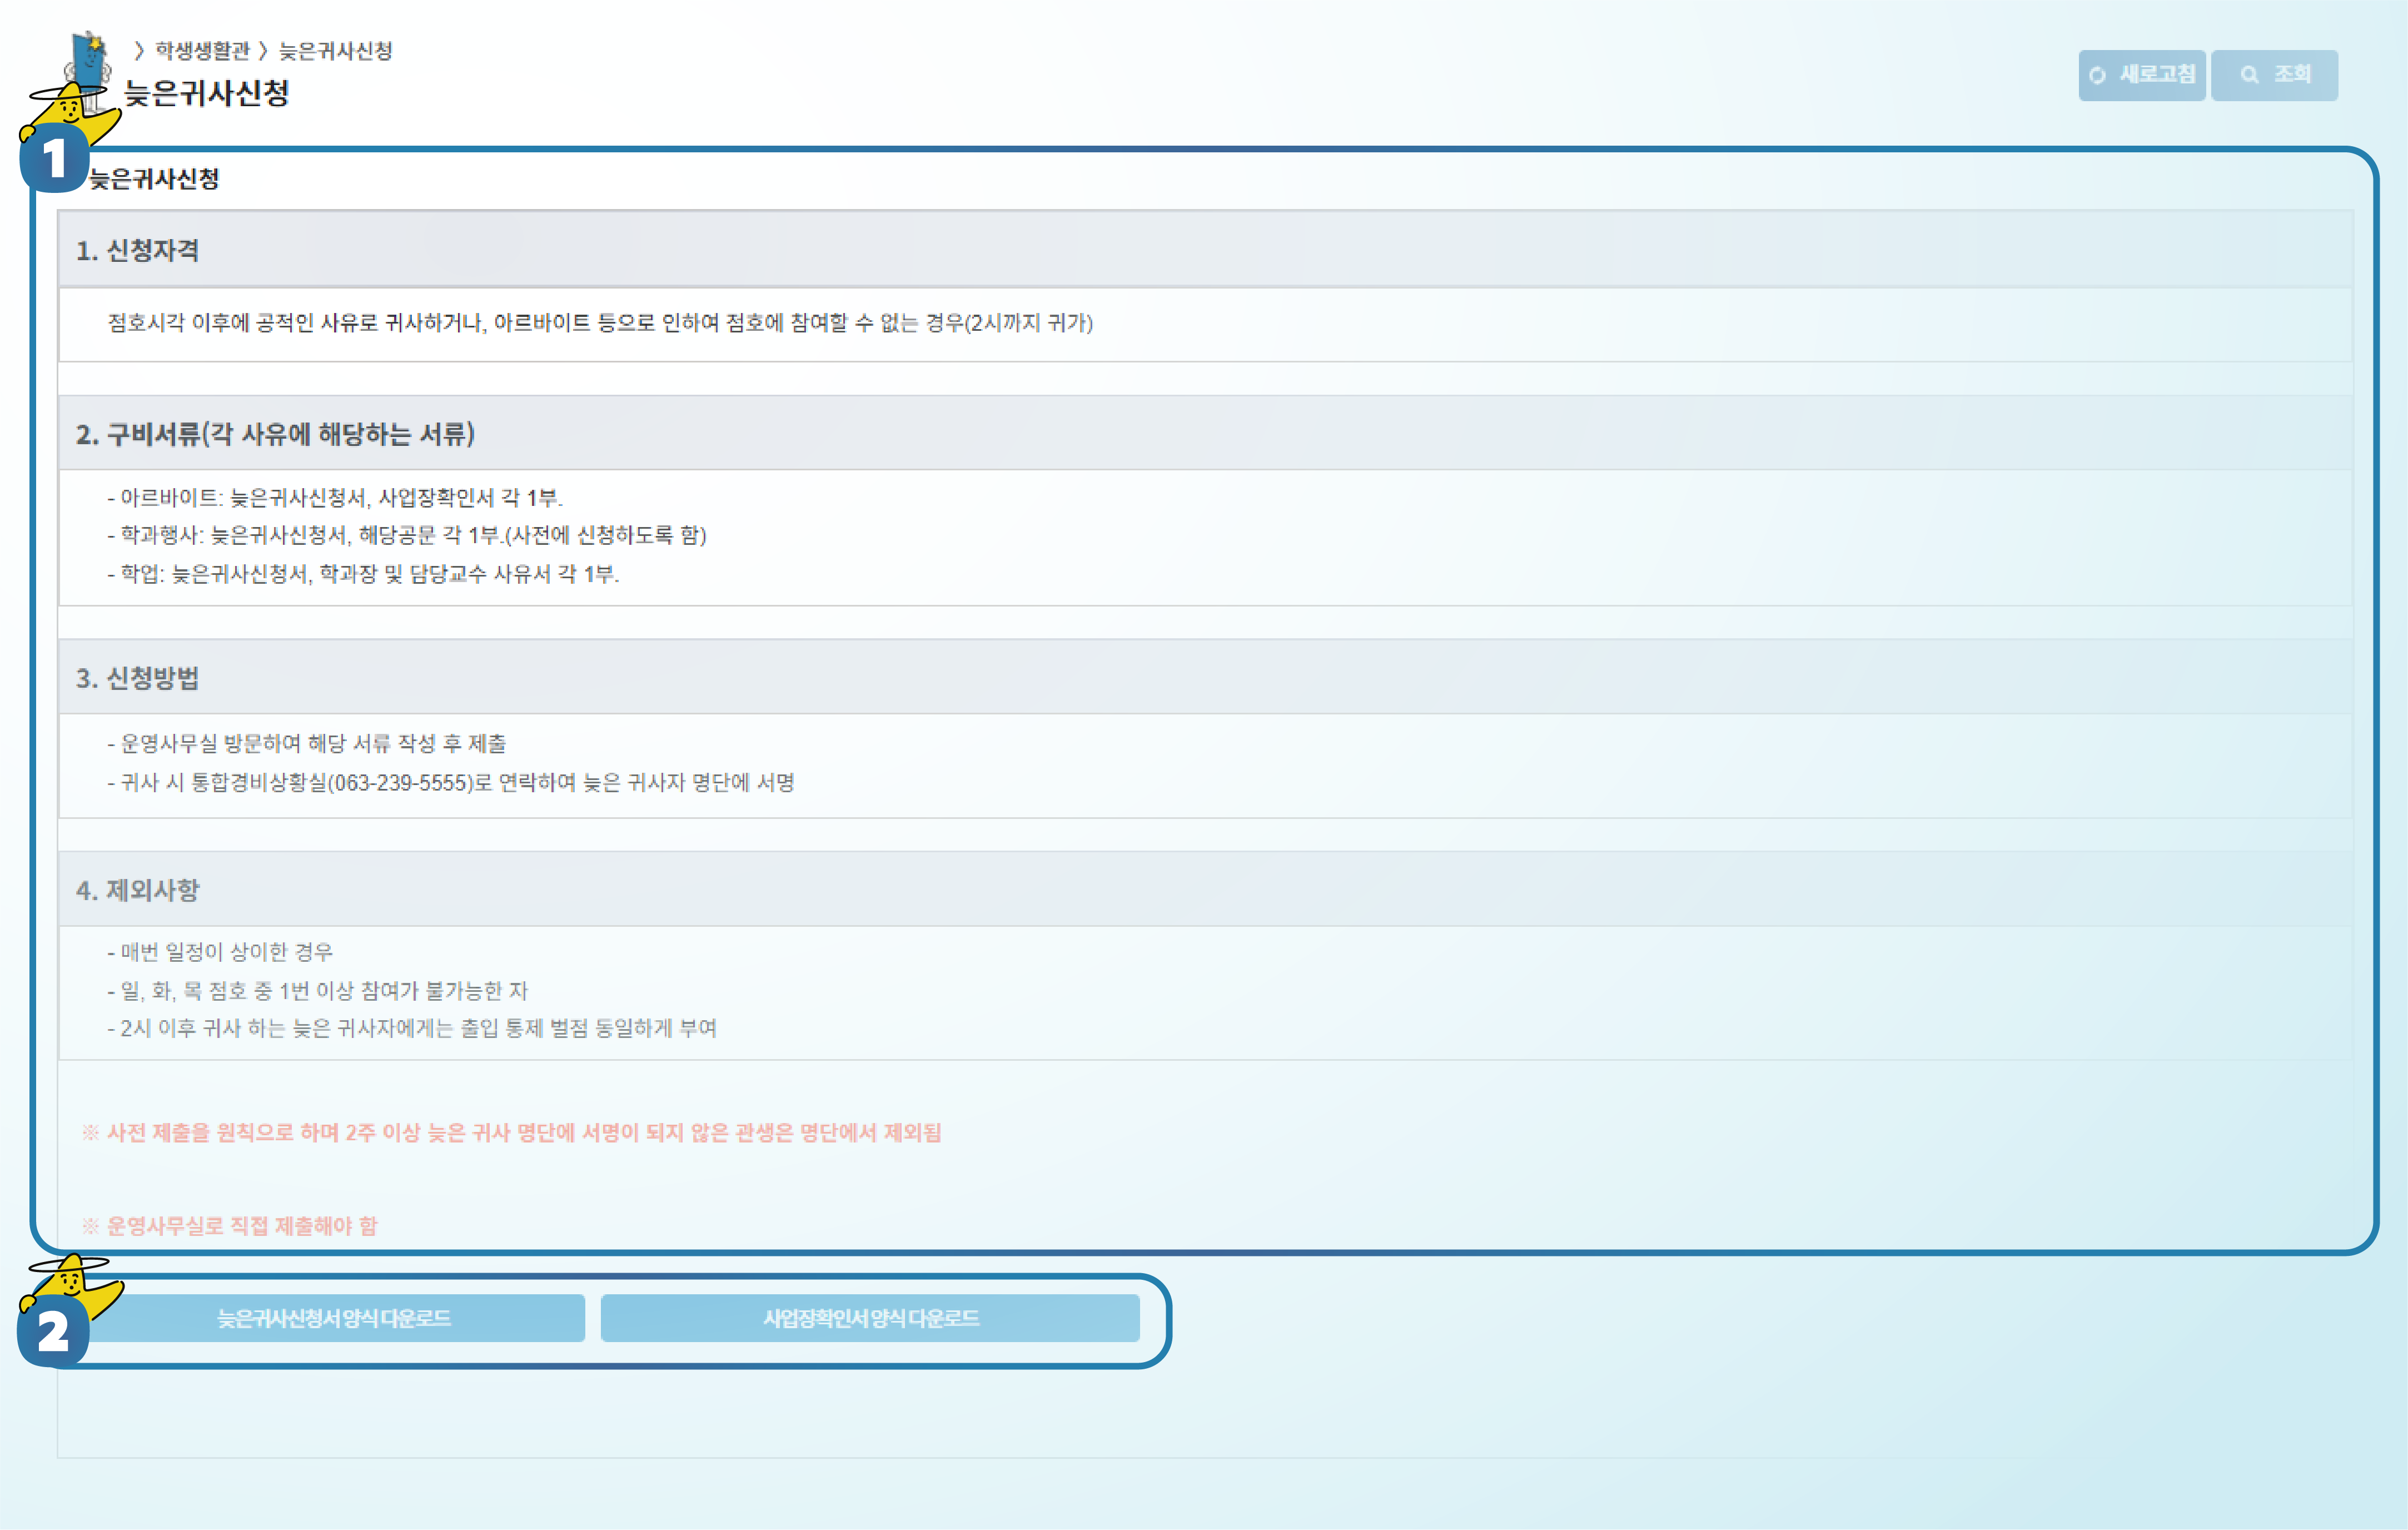 〉 학생생활관 〉 늦은귀사신청
늦은귀사신청
새로고침
조회
1
늦은귀사신청
1. 신청자격
점호시각 이후에 공적인 사유로 귀사하거나, 아르바이트 등으로 인하여 점호에 참여할 수 없는 경우(2시까지 귀가)
2. 구비서류(각 사유에 해당하는 서류)
- 아르바이트: 늦은귀사신청서, 사업장확인서 각 1부.
- 학과행사: 늦은귀사신청서, 해당공문 각 1부.(사전에 신청하도록 함)
- 학업: 늦은귀사신청서, 학과장 및 담당교수 사유서 각 1부.
3. 신청방법
- 운영사무실 방문하여 해당 서류 작성 후 제출
- 귀사 시 통합경비상황실(063-239-5555)로 연락하여 늦은 귀사자 명단에 서명
4. 제외사항
- 매번 일정이 상이한 경우
- 일, 화, 목 점호 중 1번 이상 참여가 불가능한 자
- 2시 이후 귀사 하는 늦은 귀사자에게는 출입 통제 벌점 동일하게 부여
※ 사전 제출을 원칙으로 하며 2주 이상 늦은 귀사 명단에 서명이 되지 않은 관생은 명단에서 제외됨
※ 운영사무실로 직접 제출해야 함
2
늦은귀사신청서 양식 다운로드
사업장확인서 양식 다운로드